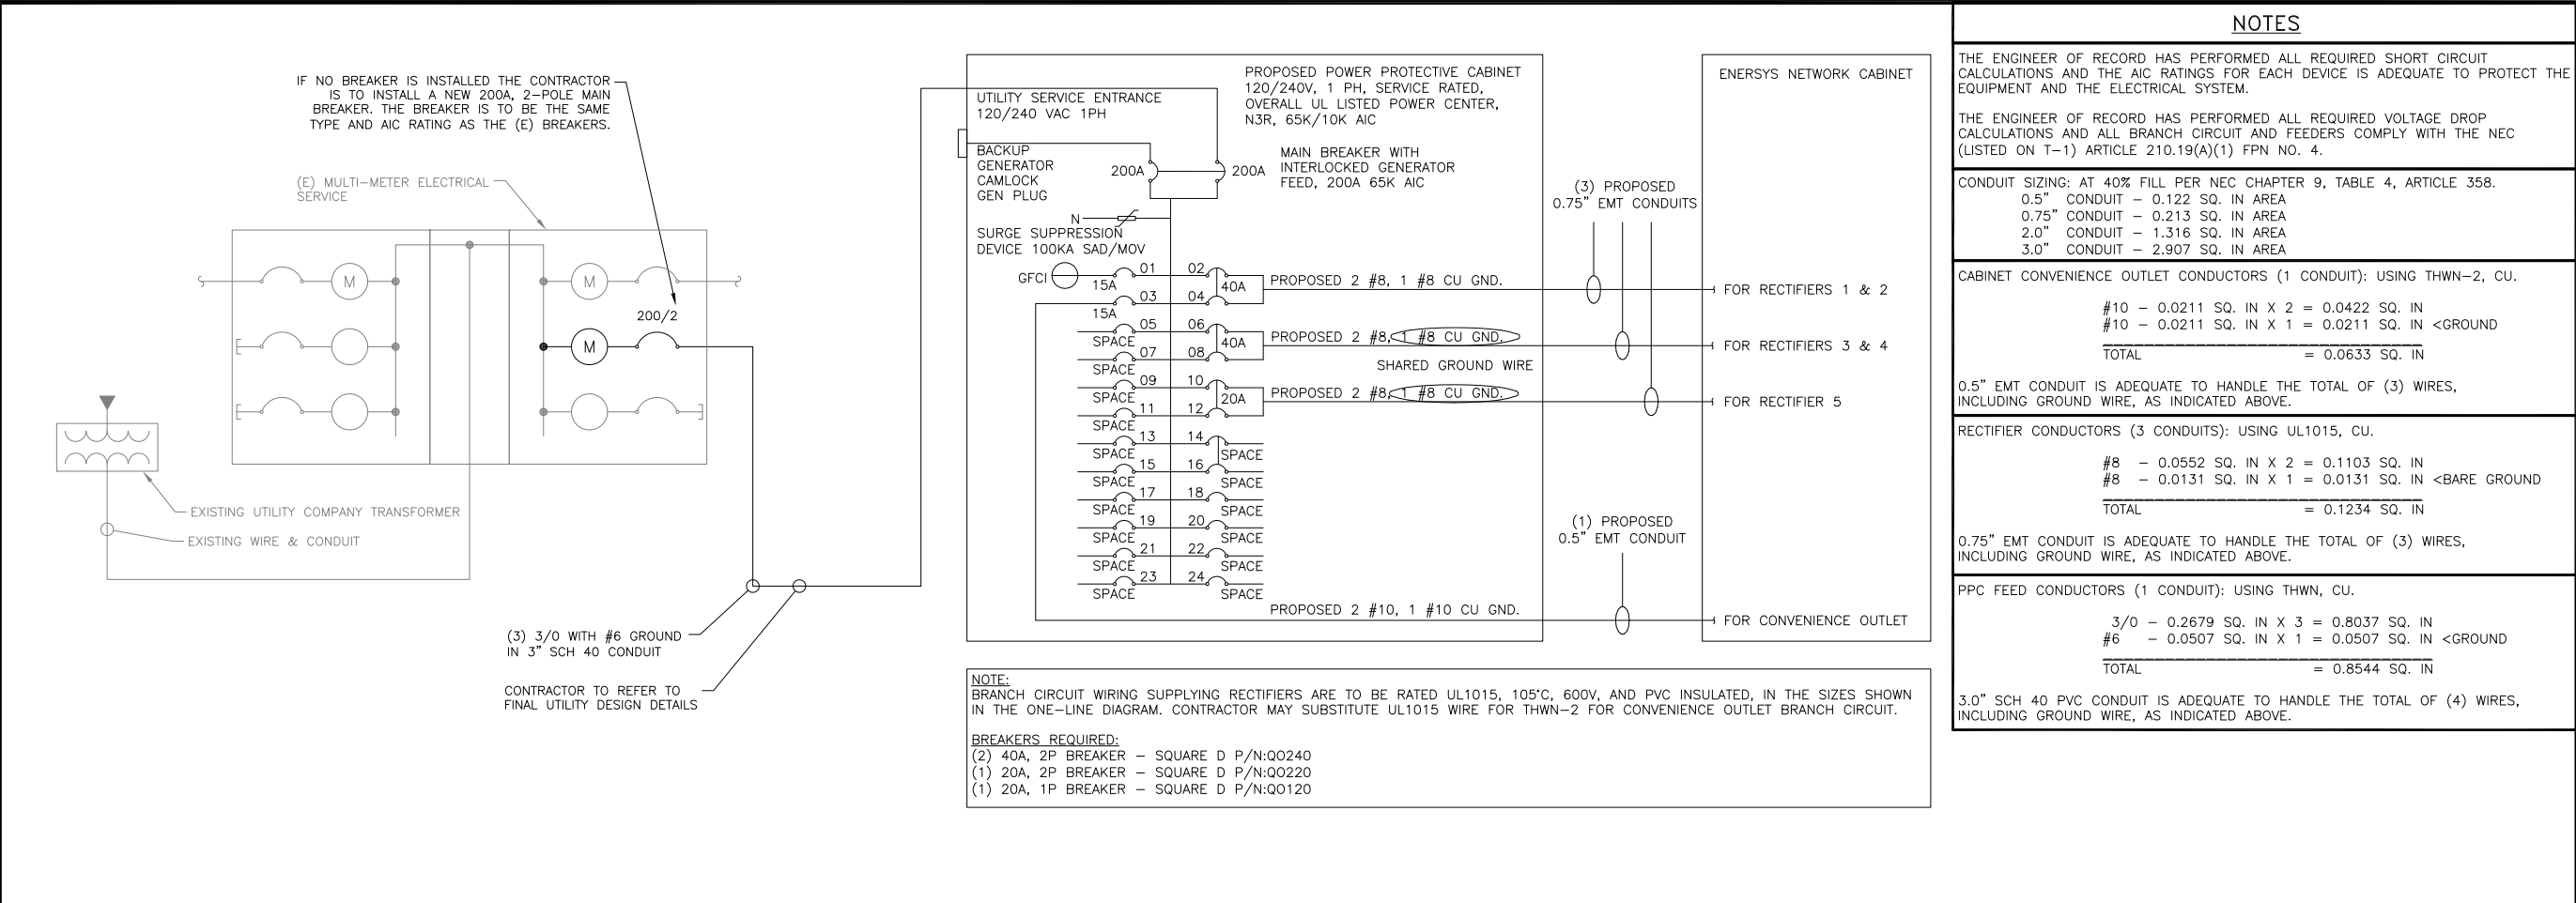 IF NO BREAKER IS INSTALLED THE CONTRACTOR
IS TO INSTALL A NEW 200A, 2-POLE MAIN
BREAKER. THE BREAKER IS TO BE THE SAME
TYPE AND AIC RATING AS THE (E) BREAKERS.
(E) MULTI-METER ELECTRICAL
SERVICE
M
M
200/2
M
EXISTING UTILITY COMPANY TRANSFORMER
EXISTING WIRE & CONDUIT
(3) 3/0 WITH #6 GROUND
IN 3" SCH 40 CONDUIT
CONTRACTOR TO REFER TO
FINAL UTILITY DESIGN DETAILS
UTILITY SERVICE ENTRANCE
120/240 VAC 1PH
PROPOSED POWER PROTECTIVE CABINET
120/240V, 1 PH, SERVICE RATED,
OVERALL UL LISTED POWER CENTER,
N3R, 65K/10K AIC
BACKUP
GENERATOR
CAMLOCK
GEN PLUG
200A
200A
MAIN BREAKER WITH
INTERLOCKED GENERATOR
FEED, 200A 65K AIC
N
SURGE SUPPRESSION
DEVICE 100KA SAD/MOV
GFCI
01 02
15A 40A
03 04
15A
05 06
SPACE 40A
07 08
SPACE
09 10
SPACE 20A
11 12
SPACE
13 14
SPACE SPACE
15 16
SPACE SPACE
17 18
SPACE SPACE
19 20
SPACE SPACE
21 22
SPACE SPACE
23 24
SPACE SPACE
PROPOSED 2 #8, 1 #8 CU GND.
PROPOSED 2 #8, 1 #8 CU GND.
SHARED GROUND WIRE
PROPOSED 2 #8, 1 #8 CU GND.
PROPOSED 2 #10, 1 #10 CU GND.
(3) PROPOSED
0.75" EMT CONDUITS
(1) PROPOSED
0.5" EMT CONDUIT
ENERSYS NETWORK CABINET
FOR RECTIFIERS 1 & 2
FOR RECTIFIERS 3 & 4
FOR RECTIFIER 5
FOR CONVENIENCE OUTLET
NOTE:
BRANCH CIRCUIT WIRING SUPPLYING RECTIFIERS ARE TO BE RATED UL1015, 105°C, 600V, AND PVC INSULATED, IN THE SIZES SHOWN
IN THE ONE-LINE DIAGRAM. CONTRACTOR MAY SUBSTITUTE UL1015 WIRE FOR THWN-2 FOR CONVENIENCE OUTLET BRANCH CIRCUIT.
BREAKERS REQUIRED:
(2) 40A, 2P BREAKER - SQUARE D P/N:QO240
(1) 20A, 2P BREAKER - SQUARE D P/N:QO220
(1) 20A, 1P BREAKER - SQUARE D P/N:QO120
NOTES
THE ENGINEER OF RECORD HAS PERFORMED ALL REQUIRED SHORT CIRCUIT
CALCULATIONS AND THE AIC RATINGS FOR EACH DEVICE IS ADEQUATE TO PROTECT THE
EQUIPMENT AND THE ELECTRICAL SYSTEM.
THE ENGINEER OF RECORD HAS PERFORMED ALL REQUIRED VOLTAGE DROP
CALCULATIONS AND ALL BRANCH CIRCUIT AND FEEDERS COMPLY WITH THE NEC
(LISTED ON T-1) ARTICLE 210.19(A)(1) FPN NO. 4.
CONDUIT SIZING: AT 40% FILL PER NEC CHAPTER 9, TABLE 4, ARTICLE 358.
0.5" CONDUIT - 0.122 SQ. IN AREA
0.75" CONDUIT - 0.213 SQ. IN AREA
2.0" CONDUIT - 1.316 SQ. IN AREA
3.0" CONDUIT - 2.907 SQ. IN AREA
CABINET CONVENIENCE OUTLET CONDUCTORS (1 CONDUIT): USING THWN-2, CU.
#10 - 0.0211 SQ. IN X 2 = 0.0422 SQ. IN
#10 - 0.0211 SQ. IN X 1 = 0.0211 SQ. IN <GROUND
TOTAL = 0.0633 SQ. IN
0.5" EMT CONDUIT IS ADEQUATE TO HANDLE THE TOTAL OF (3) WIRES,
INCLUDING GROUND WIRE, AS INDICATED ABOVE.
RECTIFIER CONDUCTORS (3 CONDUITS): USING UL1015, CU.
#8 - 0.0552 SQ. IN X 2 = 0.1103 SQ. IN
#8 - 0.0131 SQ. IN X 1 = 0.0131 SQ. IN <BARE GROUND
TOTAL = 0.1234 SQ. IN
0.75" EMT CONDUIT IS ADEQUATE TO HANDLE THE TOTAL OF (3) WIRES,
INCLUDING GROUND WIRE, AS INDICATED ABOVE.
PPC FEED CONDUCTORS (1 CONDUIT): USING THWN, CU.
3/0 - 0.2679 SQ. IN X 3 = 0.8037 SQ. IN
#6 - 0.0507 SQ. IN X 1 = 0.0507 SQ. IN <GROUND
TOTAL = 0.8544 SQ. IN
3.0" SCH 40 PVC CONDUIT IS ADEQUATE TO HANDLE THE TOTAL OF (4) WIRES,
INCLUDING GROUND WIRE, AS INDICATED ABOVE.